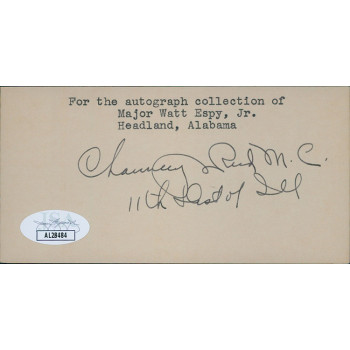 For the autograph collection of
Major Watt Espy, Jr.
Headland, Alabama
Chauncey W. Reed M.C.
11th Dist of Ill
AL28484